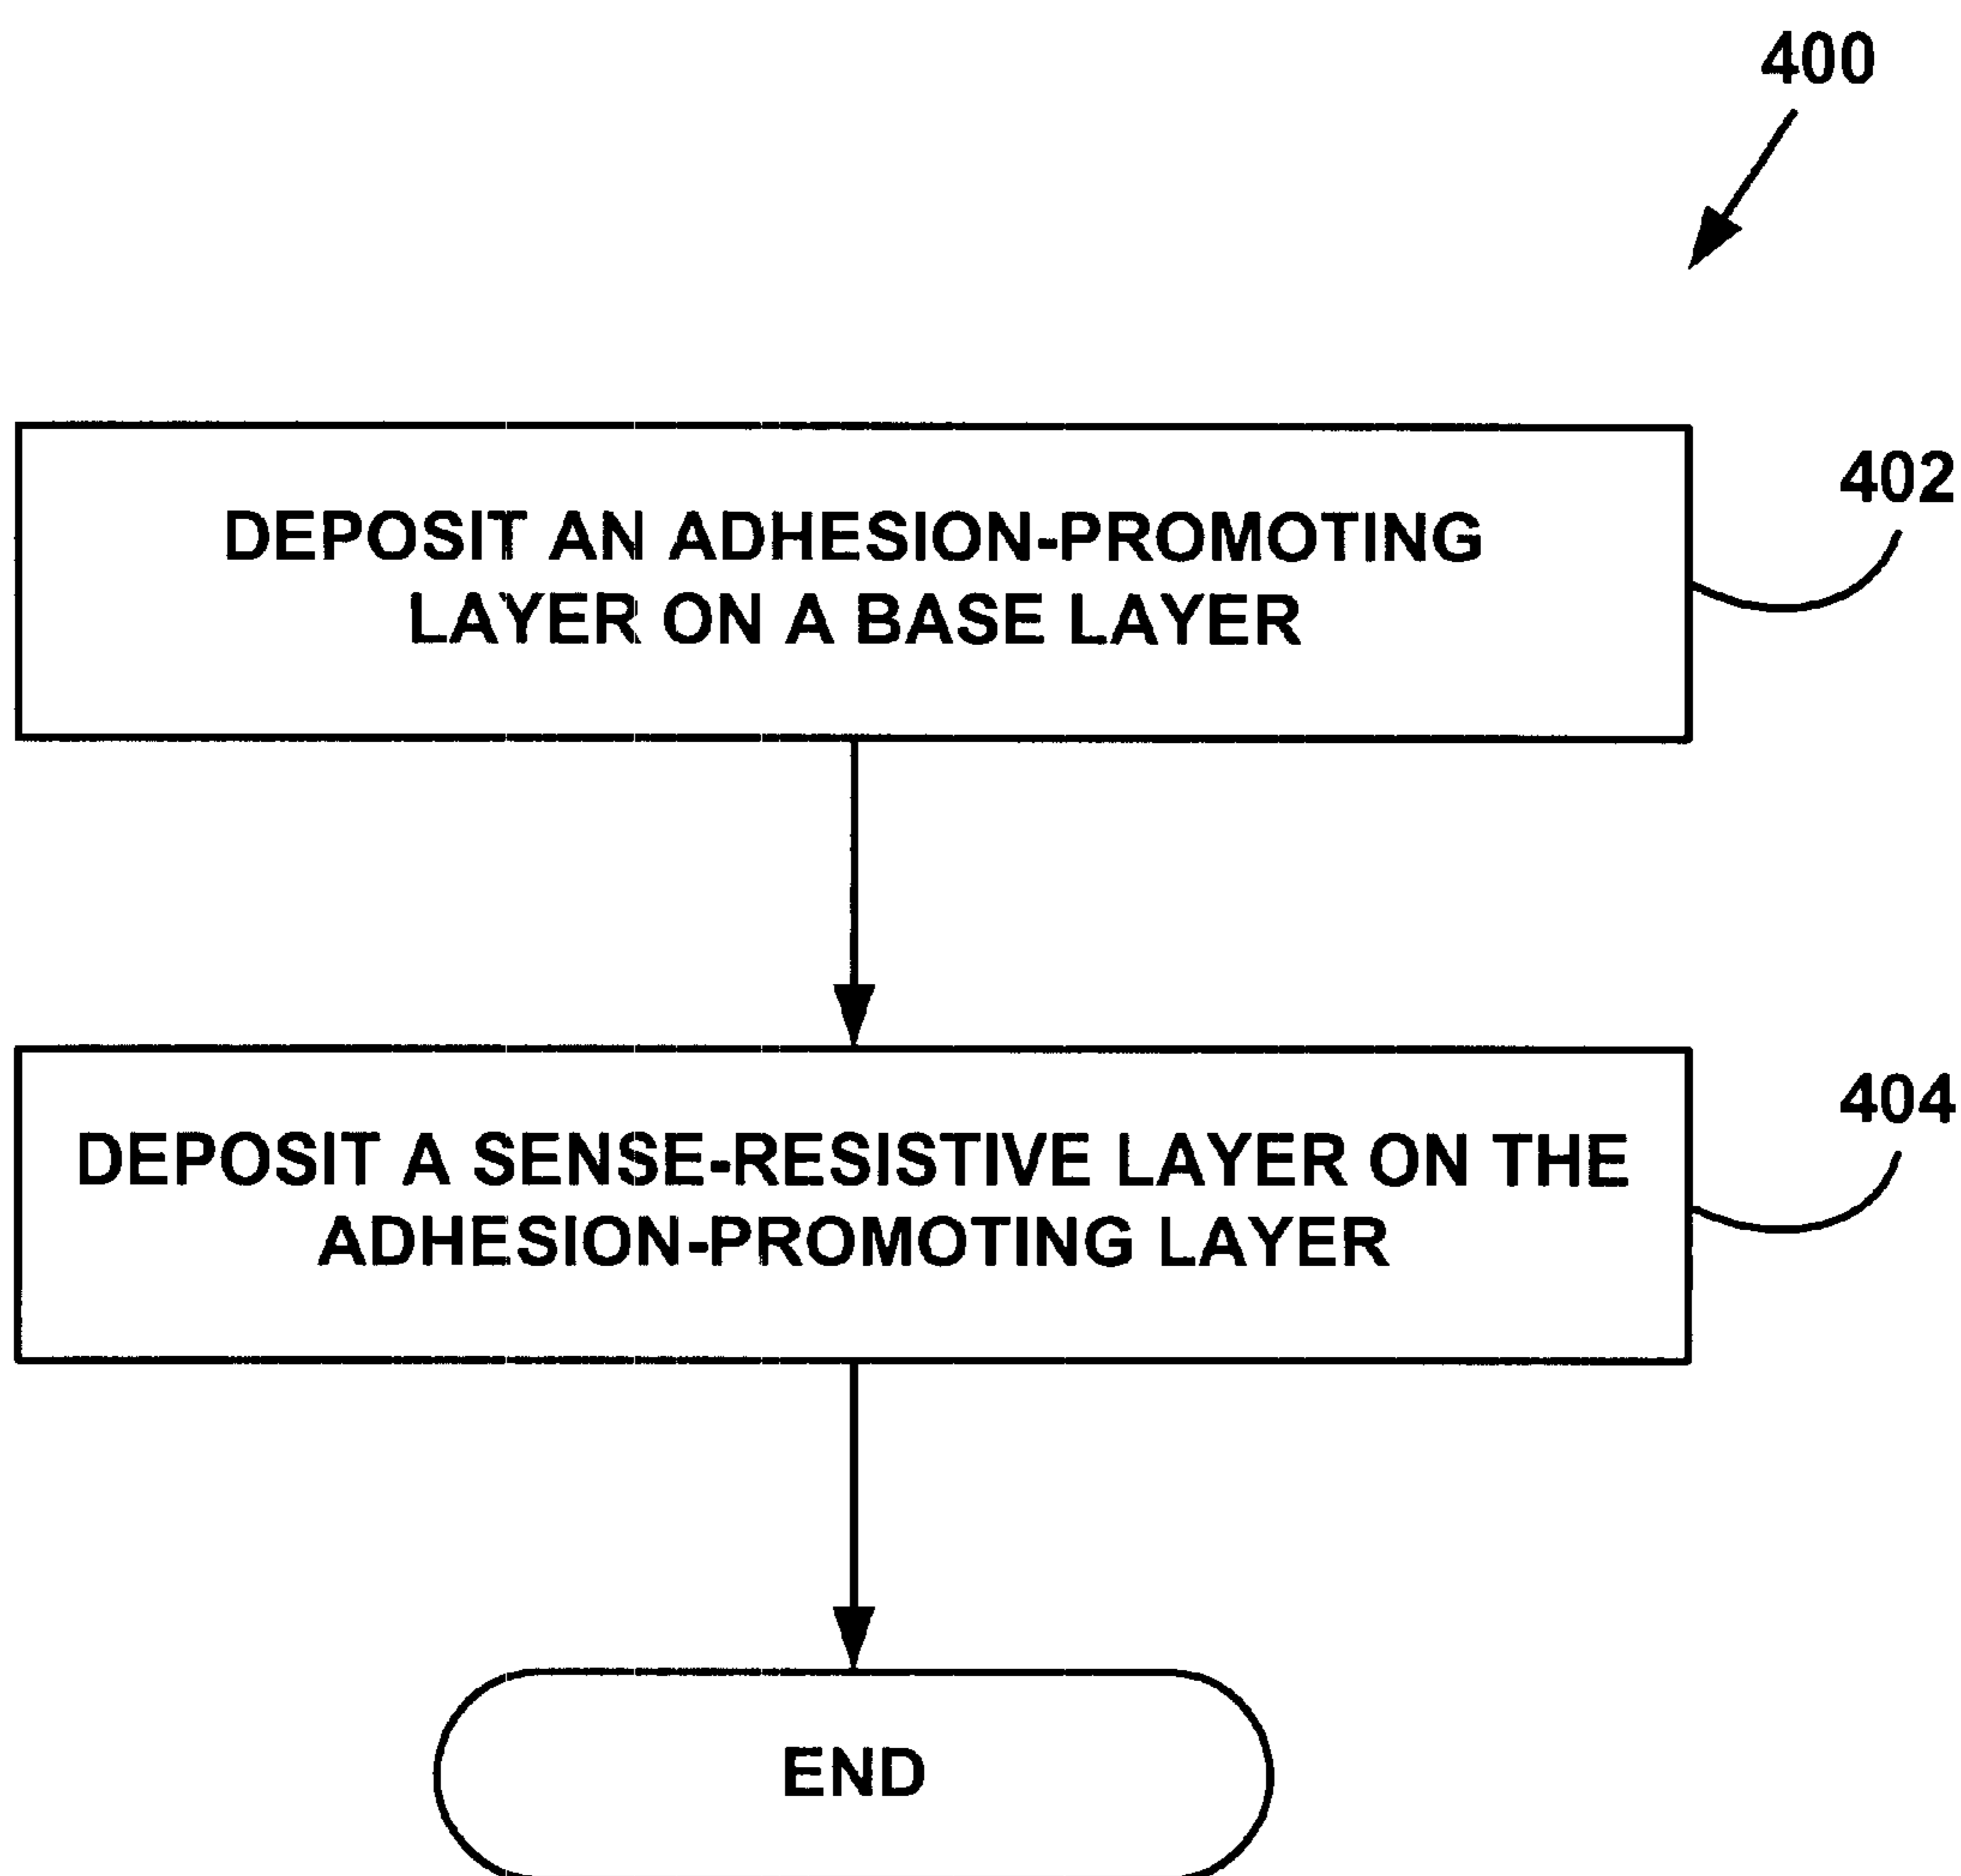 400
402
DEPOSIT AN ADHESION-PROMOTING
LAYER ON A BASE LAYER
404
DEPOSIT A SENSE-RESISTIVE LAYER ON THE
ADHESION-PROMOTING LAYER
END